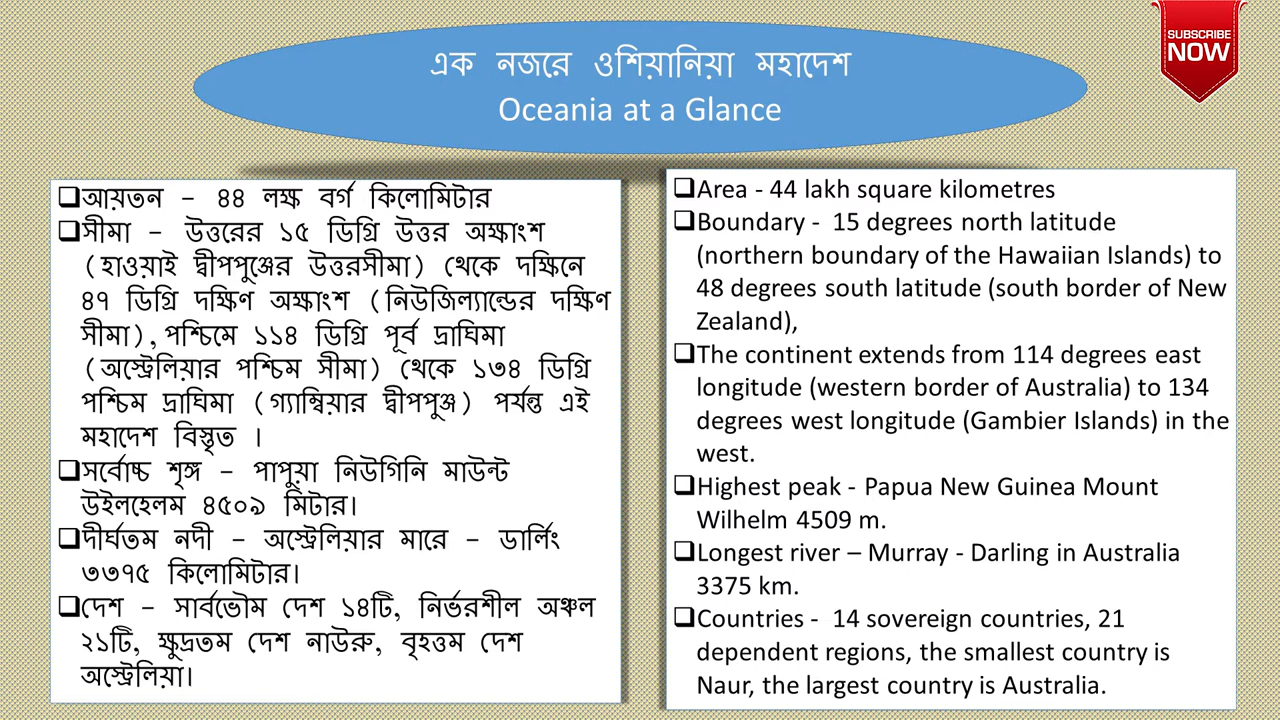 এক নজরে ওশিয়ানিয়া মহাদেশ
Oceania at a Glance
SUBSCRIBE
NOW
❑আয়তন – ৪৪ লক্ষ বর্গ কিলোমিটার
❑সীমা – উত্তরের ১৫ ডিগ্রি উত্তর অক্ষাংশ
(হাওয়াই দ্বীপপুঞ্জের উত্তরসীমা) থেকে দক্ষিনে
৪৭ ডিগ্রি দক্ষিণ অক্ষাংশ (নিউজিল্যান্ডের দক্ষিণ
সীমা),পশ্চিমে ১১৪ ডিগ্রি পূর্ব দ্রাঘিমা
(অস্ট্রেলিয়ার পশ্চিম সীমা) থেকে ১৩৪ ডিগ্রি
পশ্চিম দ্রাঘিমা (গ্যাম্বিয়ার দ্বীপপুঞ্জ) পর্যন্ত এই
মহাদেশ বিস্তৃত ।
❑সর্বোচ্চ শৃঙ্গ – পাপুয়া নিউগিনি মাউন্ট
উইলহেলম ৪৫০৯ মিটার।
❑দীর্ঘতম নদী – অস্ট্রেলিয়ার মারে – ডার্লিং
৩৩৭৫ কিলোমিটার।
❑দেশ – সার্বভৌম দেশ ১৪টি, নির্ভরশীল অঞ্চল
২১টি, ক্ষুদ্রতম দেশ নাউরু, বৃহত্তম দেশ
অস্ট্রেলিয়া।
❑Area - 44 lakh square kilometres
❑Boundary - 15 degrees north latitude
(northern boundary of the Hawaiian Islands) to
48 degrees south latitude (south border of New
Zealand),
❑The continent extends from 114 degrees east
longitude (western border of Australia) to 134
degrees west longitude (Gambier Islands) in the
west.
❑Highest peak - Papua New Guinea Mount
Wilhelm 4509 m.
❑Longest river – Murray - Darling in Australia
3375 km.
❑Countries - 14 sovereign countries, 21
dependent regions, the smallest country is
Naur, the largest country is Australia.